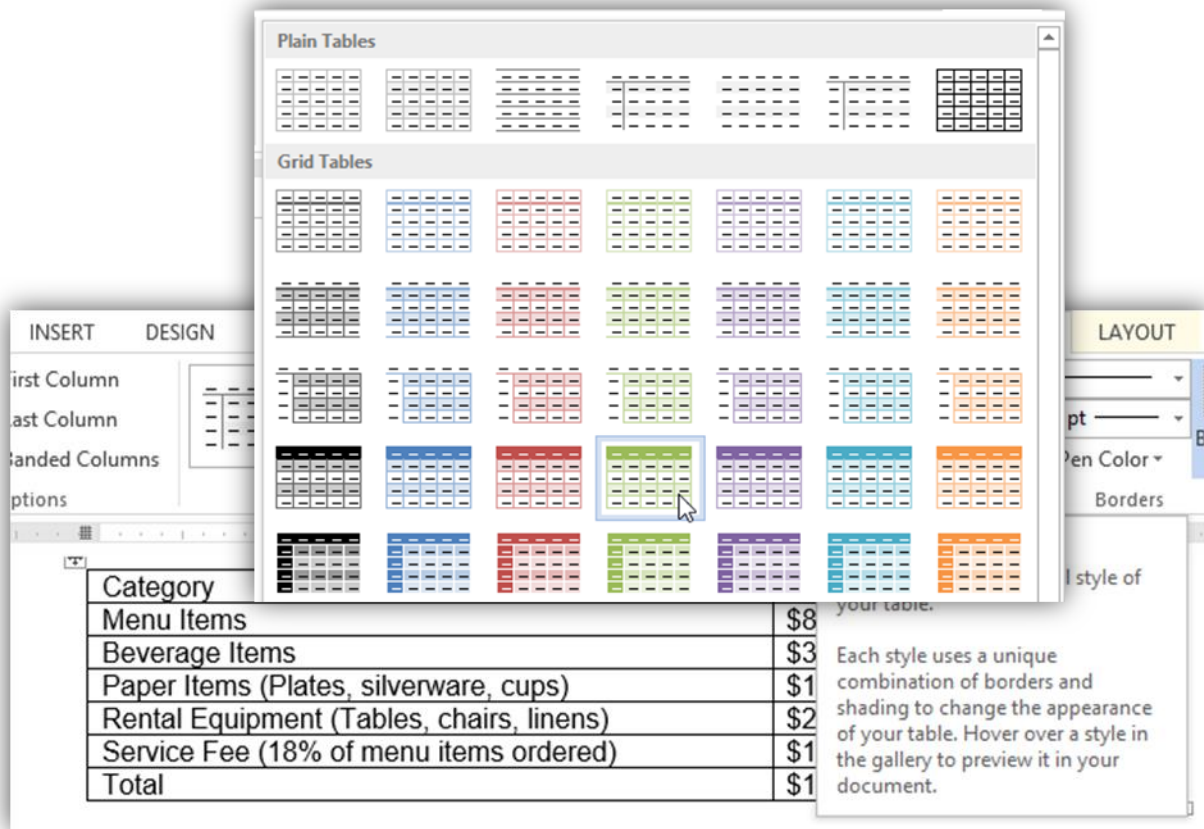 Plain Tables
Grid Tables
INSERT DESIGN LAYOUT
irst Column
ast Column
anded Columns
ptions
pt
Pen Color
Borders
l style of
your table.
Each style uses a unique
combination of borders and
shading to change the appearance
of your table. Hover over a style in
the gallery to preview it in your
document.
Category
Menu Items $8
Beverage Items $3
Paper Items (Plates, silverware, cups) $1
Rental Equipment (Tables, chairs, linens) $2
Service Fee (18% of menu items ordered) $1
Total $1